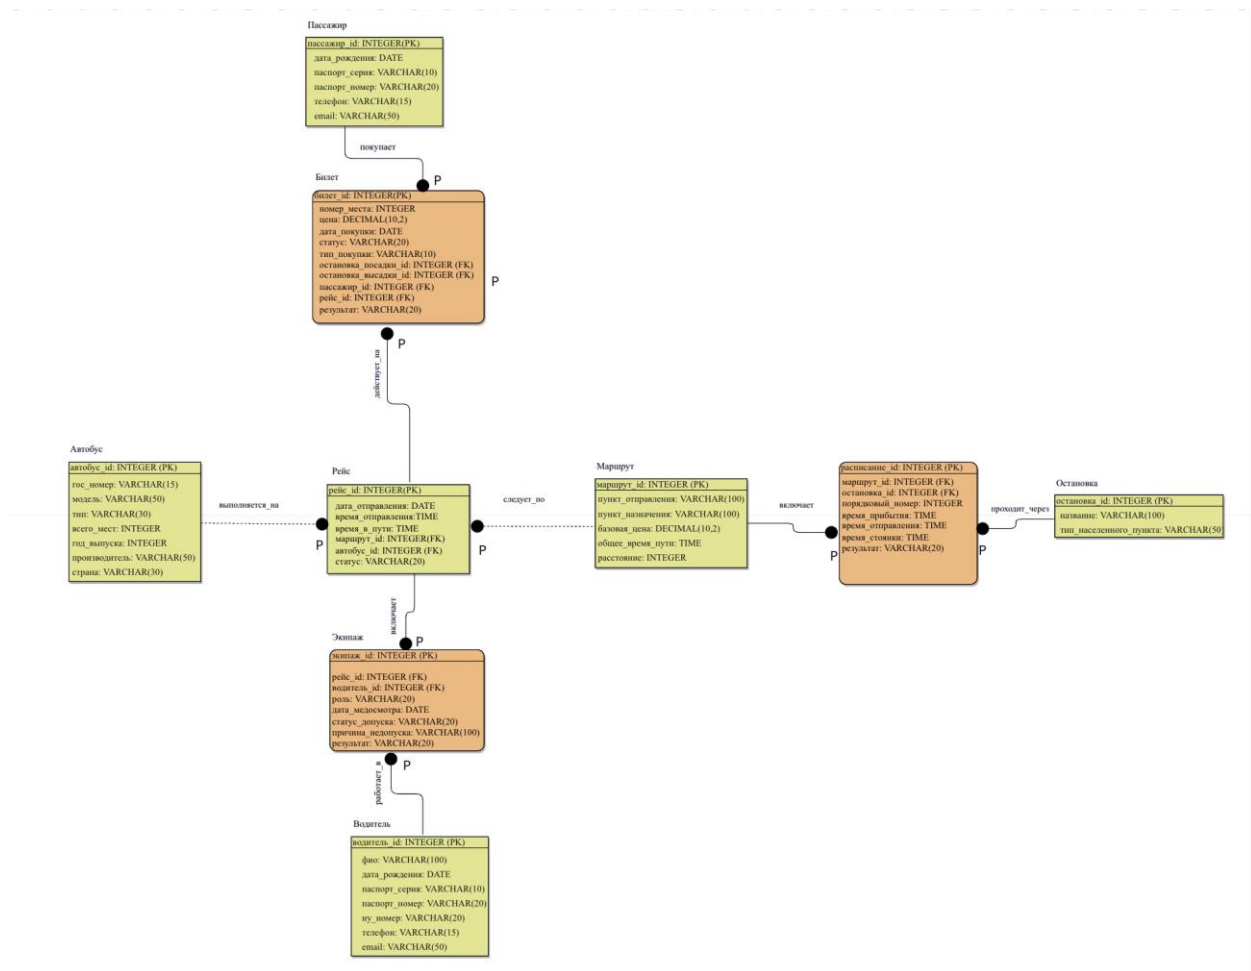 Пассажир
пассажир_id: INTEGER(PK)
дата_рождения: DATE
паспорт_серия: VARCHAR(10)
паспорт_номер: VARCHAR(20)
телефон: VARCHAR(15)
email: VARCHAR(50)
покупает
P
Билет
билет_id: INTEGER(PK)
номер_места: INTEGER
цена: DECIMAL(10,2)
дата_покупки: DATE
статус: VARCHAR(20)
тип_покупки: VARCHAR(10)
остановка_посадки_id: INTEGER (FK)
остановка_высадки_id: INTEGER (FK)
пассажир_id: INTEGER (FK)
рейс_id: INTEGER (FK)
результат: VARCHAR(20)
P
P
действует_на
Автобус
автобус_id: INTEGER (PK)
гос_номер: VARCHAR(15)
модель: VARCHAR(50)
тип: VARCHAR(30)
всего_мест: INTEGER
год_выпуска: INTEGER
производитель: VARCHAR(50)
страна: VARCHAR(30)
выполняется_на
P
Рейс
рейс_id: INTEGER(PK)
дата_отправления: DATE
время_отправления:TIME
время_в_пути: TIME
маршрут_id: INTEGER(FK)
автобус_id: INTEGER (FK)
статус: VARCHAR(20)
следует_по
P
Маршрут
маршрут_id: INTEGER (PK)
пункт_отправления: VARCHAR(100)
пункт_назначения: VARCHAR(100)
базовая_цена: DECIMAL(10,2)
общее_время_пути: TIME
расстояние: INTEGER
включает
P
расписание_id: INTEGER (PK)
маршрут_id: INTEGER (FK)
остановка_id: INTEGER (FK)
порядковый_номер: INTEGER
время_прибытия: TIME
время_отправления: TIME
время_стоянки: TIME
результат: VARCHAR(20)
проходит_через
P
Остановка
остановка_id: INTEGER (PK)
название: VARCHAR(100)
тип_населенного_пункта: VARCHAR(50)
включает
P
Экипаж
экипаж_id: INTEGER (PK)
рейс_id: INTEGER (FK)
водитель_id: INTEGER (FK)
роль: VARCHAR(20)
дата_медосмотра: DATE
статус_допуска: VARCHAR(20)
причина_недопуска: VARCHAR(100)
результат: VARCHAR(20)
P
работает_в
Водитель
водитель_id: INTEGER (PK)
фио: VARCHAR(100)
дата_рождения: DATE
паспорт_серия: VARCHAR(10)
паспорт_номер: VARCHAR(20)
ву_номер: VARCHAR(20)
телефон: VARCHAR(15)
email: VARCHAR(50)